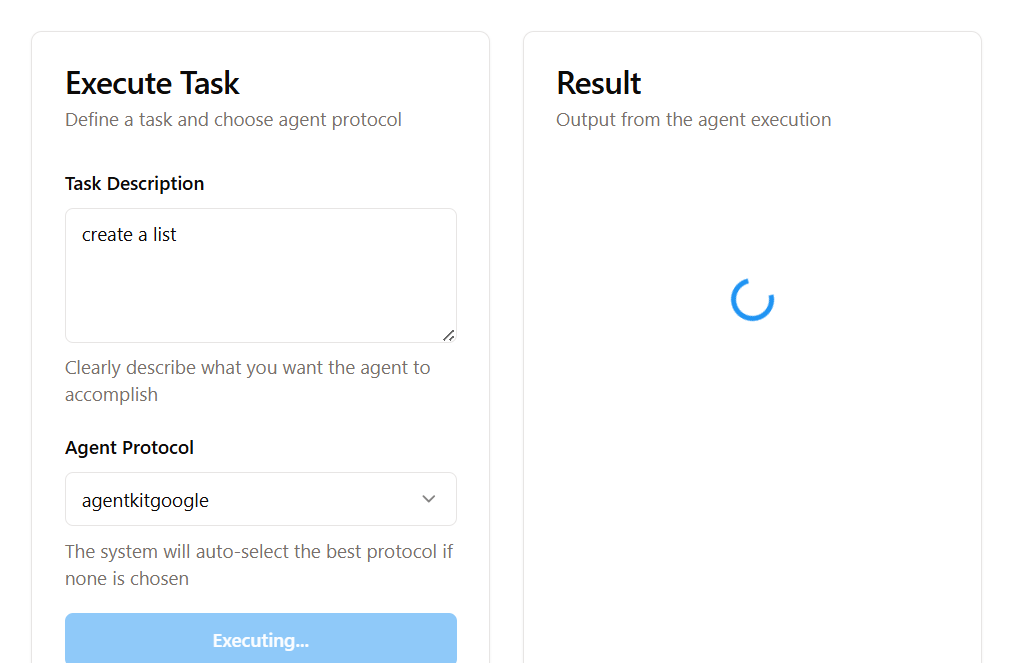 Execute Task
Define a task and choose agent protocol
Task Description
create a list
Clearly describe what you want the agent to
accomplish
Agent Protocol
agentkitgoogle
The system will auto-select the best protocol if
none is chosen
Executing...
Result
Output from the agent execution